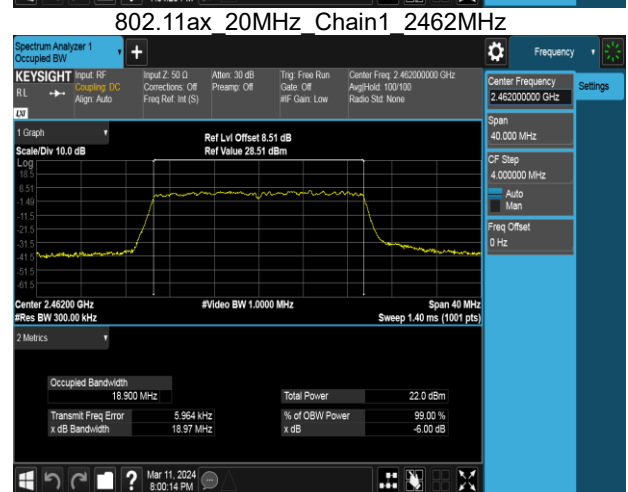 802.11ax_20MHz_Chain1_2462MHz
Spectrum Analyzer 1
Occupied BW
Frequency
KEYSIGHT
RL
LXI
Input: RF
Coupling: DC
Align: Auto
Input Z: 50 Ω
Corrections: Off
Freq Ref: Int (S)
Atten: 30 dB
Preamp: Off
Trig: Free Run
Gate: Off
#IF Gain: Low
Center Freq: 2.462000000 GHz
Avg|Hold: 100/100
Radio Std: None
Center Frequency
2.462000000 GHz
Settings
Span
40.000 MHz
CF Step
4.000000 MHz
Auto
Man
Freq Offset
0 Hz
1 Graph
Scale/Div 10.0 dB
Ref Lvl Offset 8.51 dB
Ref Value 28.51 dBm
Log
18.5
8.51
-1.49
-11.5
-21.5
-31.5
-41.5
-51.5
-61.5
Center 2.46200 GHz
#Res BW 300.00 kHz
#Video BW 1.0000 MHz
Span 40 MHz
Sweep 1.40 ms (1001 pts)
2 Metrics
Occupied Bandwidth
18.900 MHz
Total Power 22.0 dBm
Transmit Freq Error 5.964 kHz
% of OBW Power 99.00 %
x dB Bandwidth 18.97 MHz
x dB -6.00 dB
?
Mar 11, 2024
8:00:14 PM